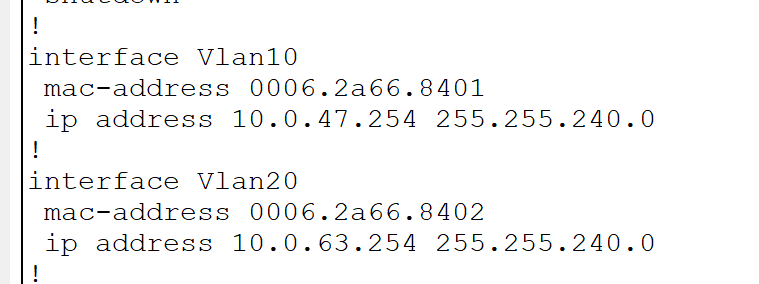 !
interface Vlan10
mac-address 0006.2a66.8401
ip address 10.0.47.254 255.255.240.0
!
interface Vlan20
mac-address 0006.2a66.8402
ip address 10.0.63.254 255.255.240.0
!